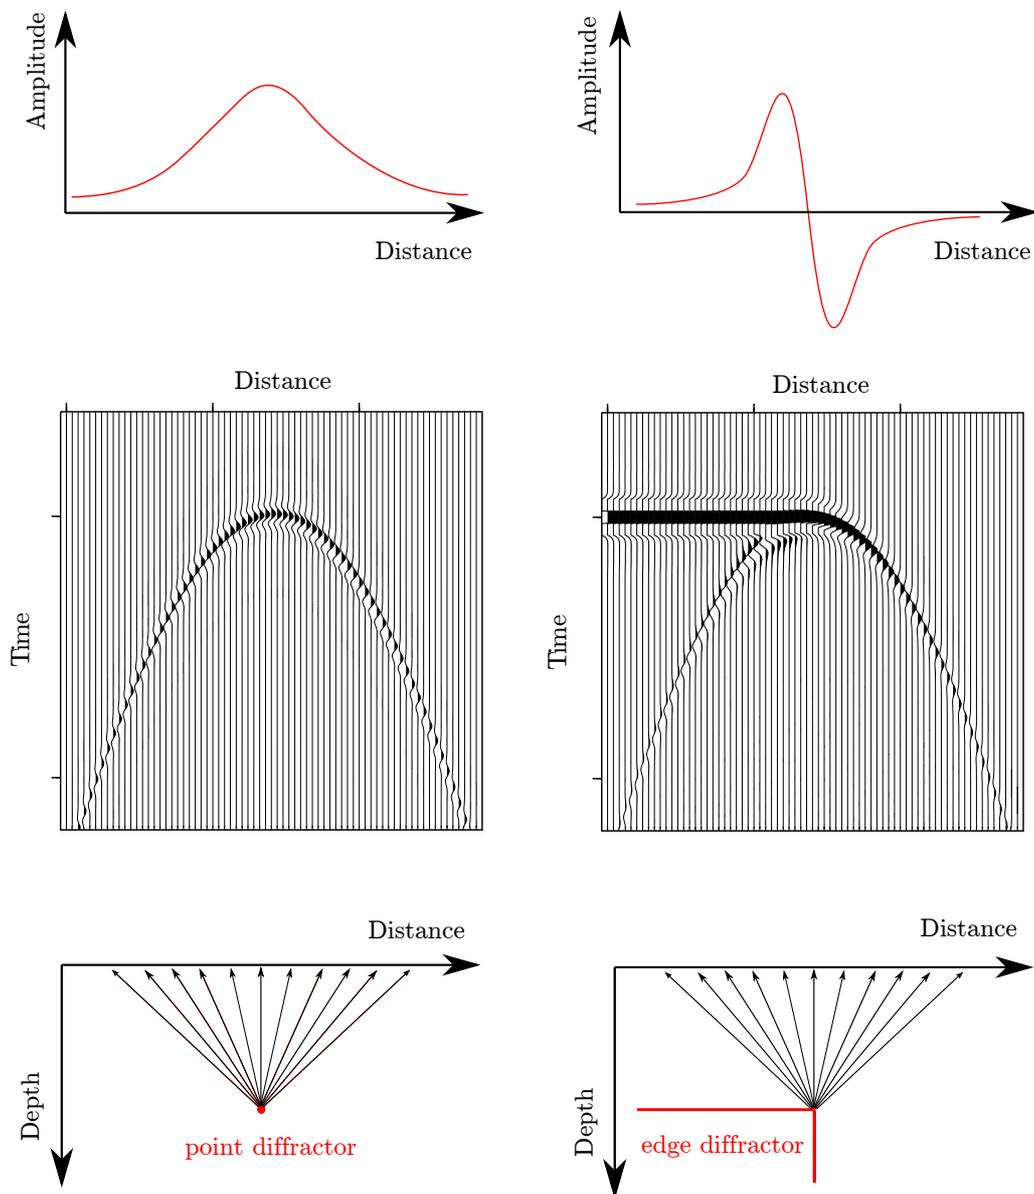 Amplitude
Distance
Amplitude
Distance
Distance
Time
Distance
Time
Distance
Depth
point diffractor
Distance
Depth
edge diffractor